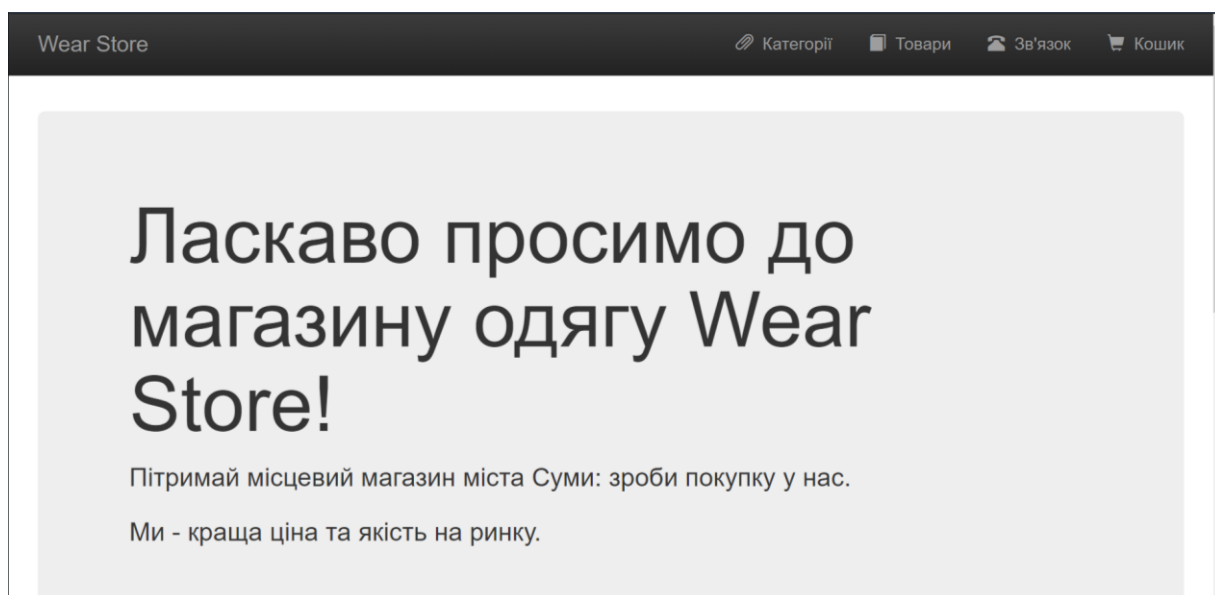 Wear Store Категорії Товари Зв'язок Кошик
Ласкаво просимо до
магазину одягу Wear
Store!
Пітримай місцевий магазин міста Суми: зроби покупку у нас.
Ми - краща ціна та якість на ринку.